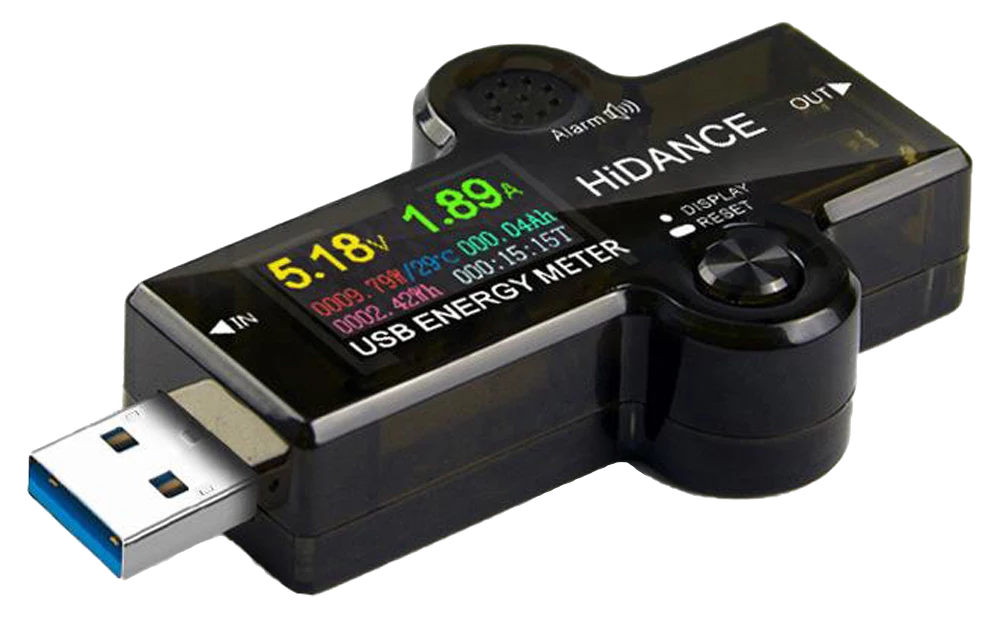 OUT
Alarm
HiDANCE
DISPLAY
RESET
5.18V 1.89A
0009.79W/29°C 000.04Ah
0002.42Wh 000:15:15T
USB ENERGY METER
IN